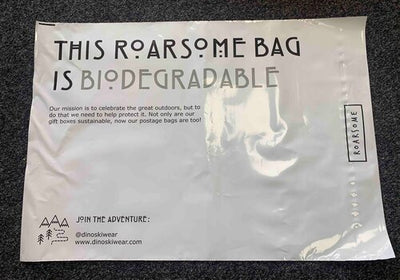 THIS ROARSOME BAG
IS BIODEGRADABLE
Our mission is to celebrate the great outdoors, but to
do that we need to help protect it. Not only are our
gift boxes sustainable, now our postage bags are too!
ROARSOME
JOIN THE ADVENTURE:
@dinoskiwear
www.dinoskiwear.com